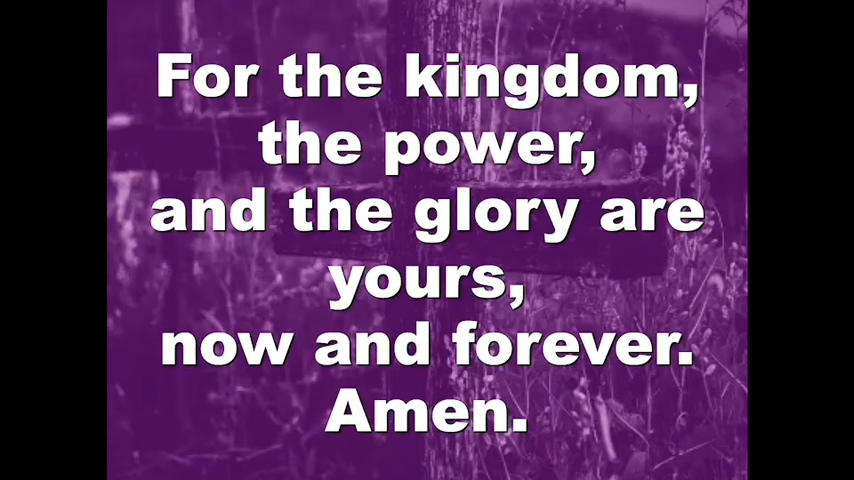 For the kingdom,
the power,
and the glory are
yours,
now and forever.
Amen.